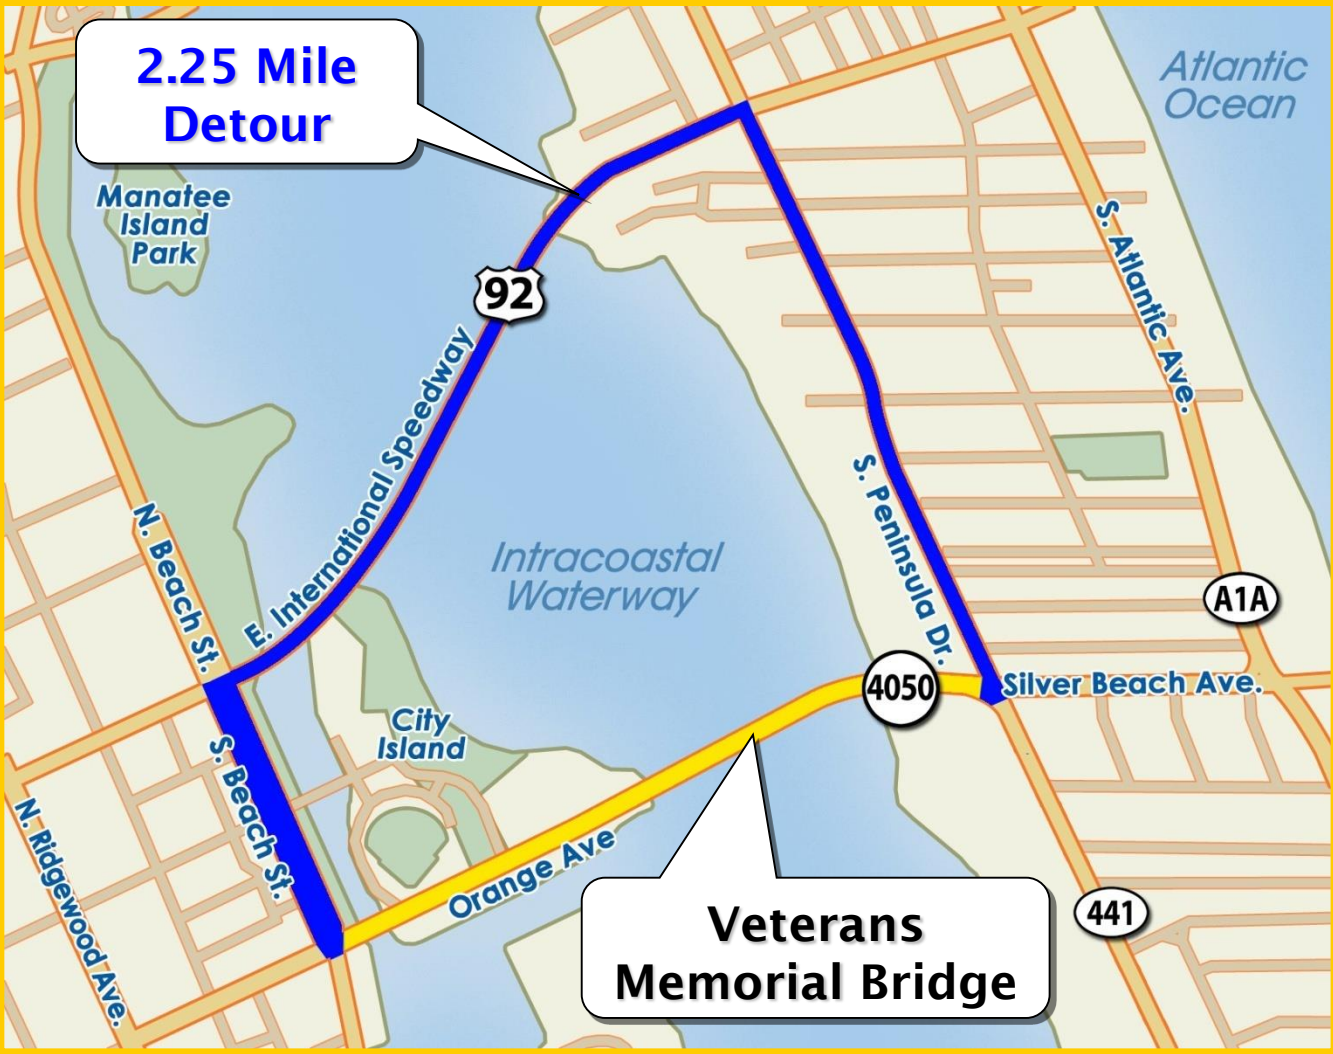 2.25 Mile
Detour
Atlantic
Ocean
Manatee
Island
Park
S. Atlantic Ave.
92
E. International Speedway
N. Beach St.
S. Peninsula Dr.
Intracoastal
Waterway
A1A
4050
Silver Beach Ave.
City
Island
S. Beach St.
N. Ridgewood Ave.
Orange Ave
441
Veterans
Memorial Bridge